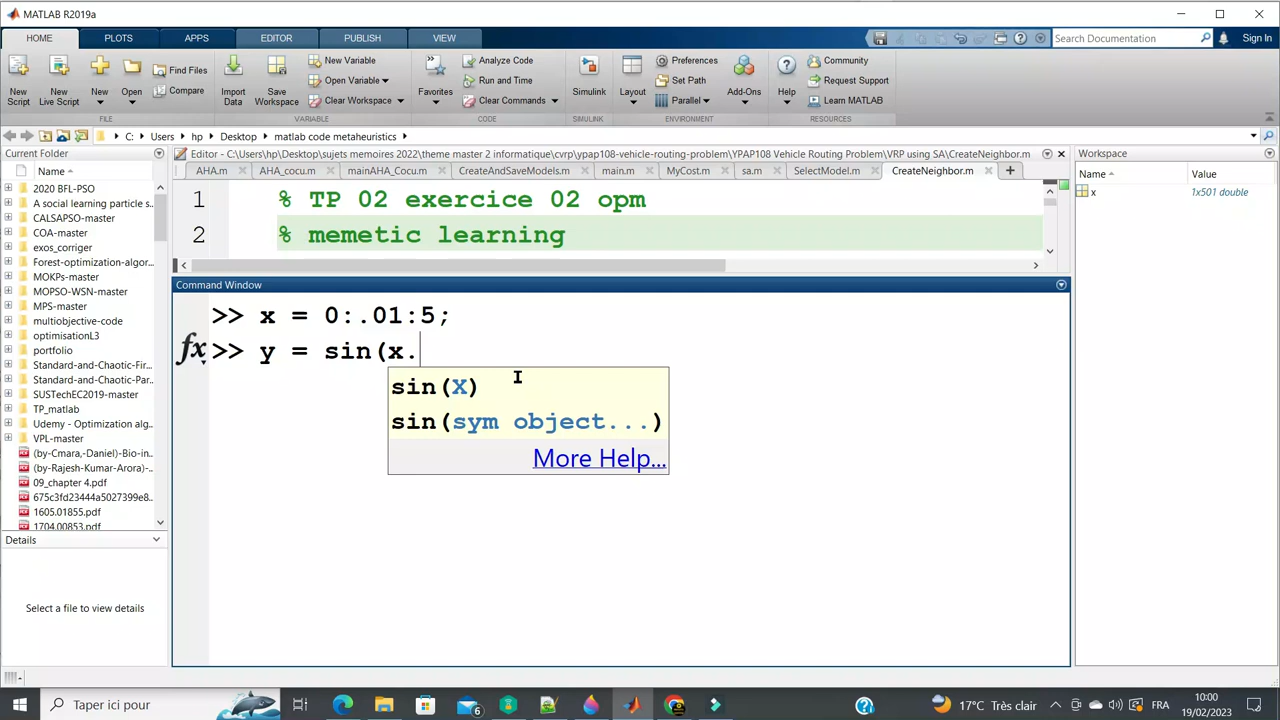 MATLAB R2019a
HOME PLOTS APPS EDITOR PUBLISH VIEW Search Documentation Sign In
New Script New Live Script New Open Find Files Compare Import Data Save Workspace New Variable Open Variable Clear Workspace Favorites Analyze Code Run and Time Clear Commands Simulink Layout Preferences Set Path Parallel Add-Ons Help Community Request Support Learn MATLAB
FILE VARIABLE CODE SIMULINK ENVIRONMENT RESOURCES
C: Users hp Desktop matlab code metaheuristics
Current Folder
Name
2020 BFL-PSO
A social learning particle s...
CALSAPSO-master
COA-master
exos_corriger
Forest-optimization-algor...
MOKPs-master
MOPSO-WSN-master
MPS-master
multiobjective-code
optimisationL3
portfolio
Standard-and-Chaotic-Fira...
Standard-and-Chaotic-Pa...
SUSTechEC2019-master
TP_matlab
Udemy - Optimization alg...
VPL-master
(by-Cmara,-Daniel)-Bio-in...
(by-Rajesh-Kumar-Arora)-...
09_chapter 4.pdf
675c3fd23444a5027399e8...
1605.01855.pdf
1704.00853.pdf
Details
Select a file to view details
Editor - C:\Users\hp\Desktop\sujets memoires 2022\theme master 2 informatique\cvrp\ypap108-vehicle-routing-problem\YPAP108 Vehicle Routing Problem\VRP using SA\CreateNeighbor.m
AHA.m AHA_cocu.m mainAHA_Cocu.m CreateAndSaveModels.m main.m MyCost.m sa.m SelectModel.m CreateNeighbor.m
1 % TP 02 exercice 02 opm
2 % memetic learning
Command Window
>> x = 0:.01:5;
fx >> y = sin(x.
sin(X)
sin(sym object...)
More Help...
Workspace
Name Value
x 1x501 double
Taper ici pour 6 17°C Très clair FRA 10:00
19/02/2023